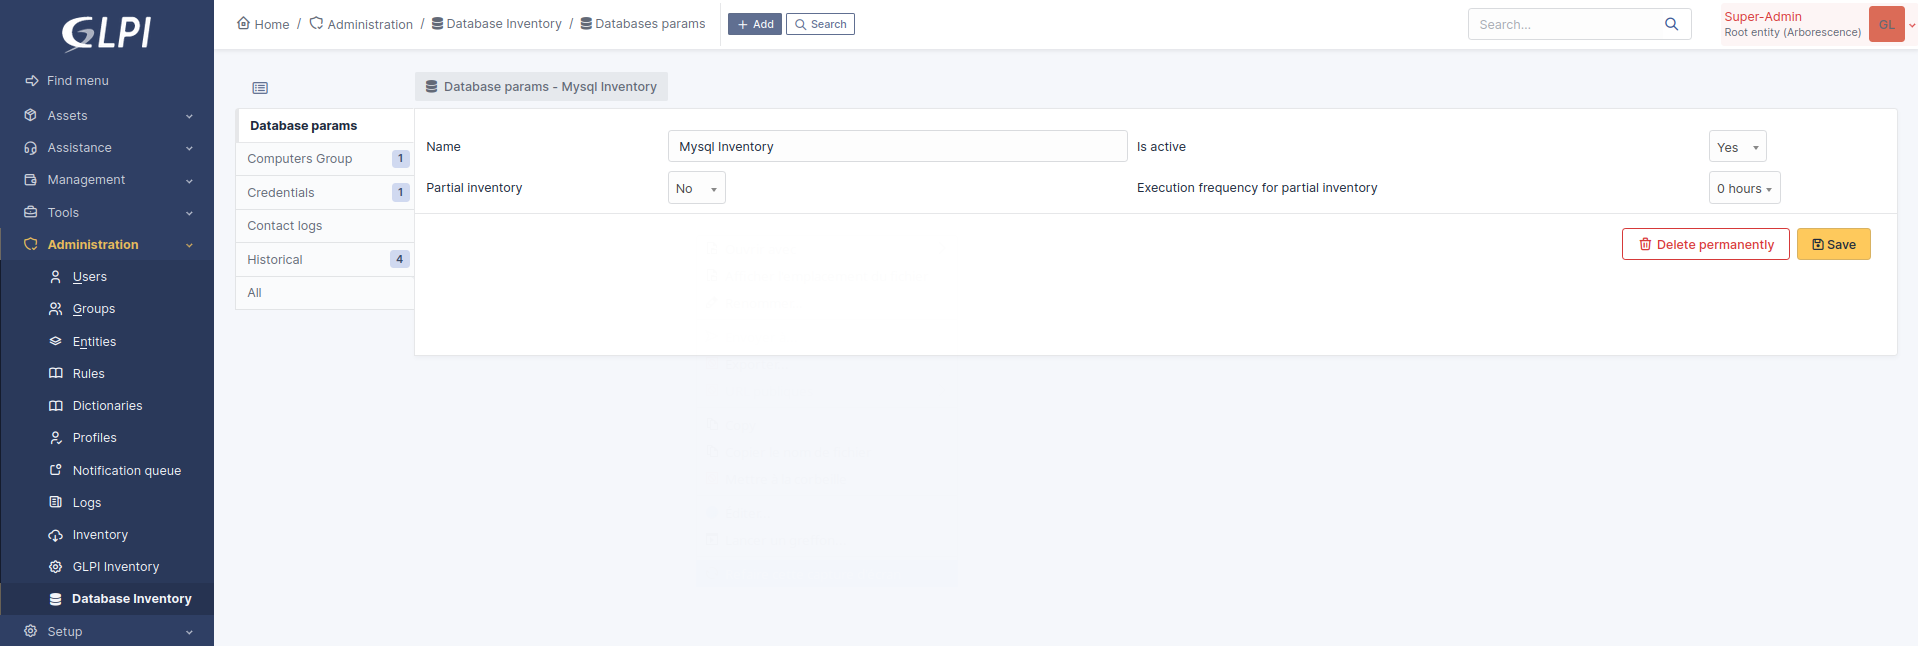 GLPI
Find menu
Assets
Assistance
Management
Tools
Administration
Users
Groups
Entities
Rules
Dictionaries
Profiles
Notification queue
Logs
Inventory
GLPI Inventory
Database Inventory
Setup
Home / Administration / Database Inventory / Databases params
+ Add
Search
Search...
Super-Admin
Root entity (Arborescence)
GL
Database params
Computers Group 1
Credentials 1
Contact logs
Historical 4
All
Database params - Mysql Inventory
Name Mysql Inventory Is active Yes
Partial inventory No Execution frequency for partial inventory 0 hours
Delete permanently Save